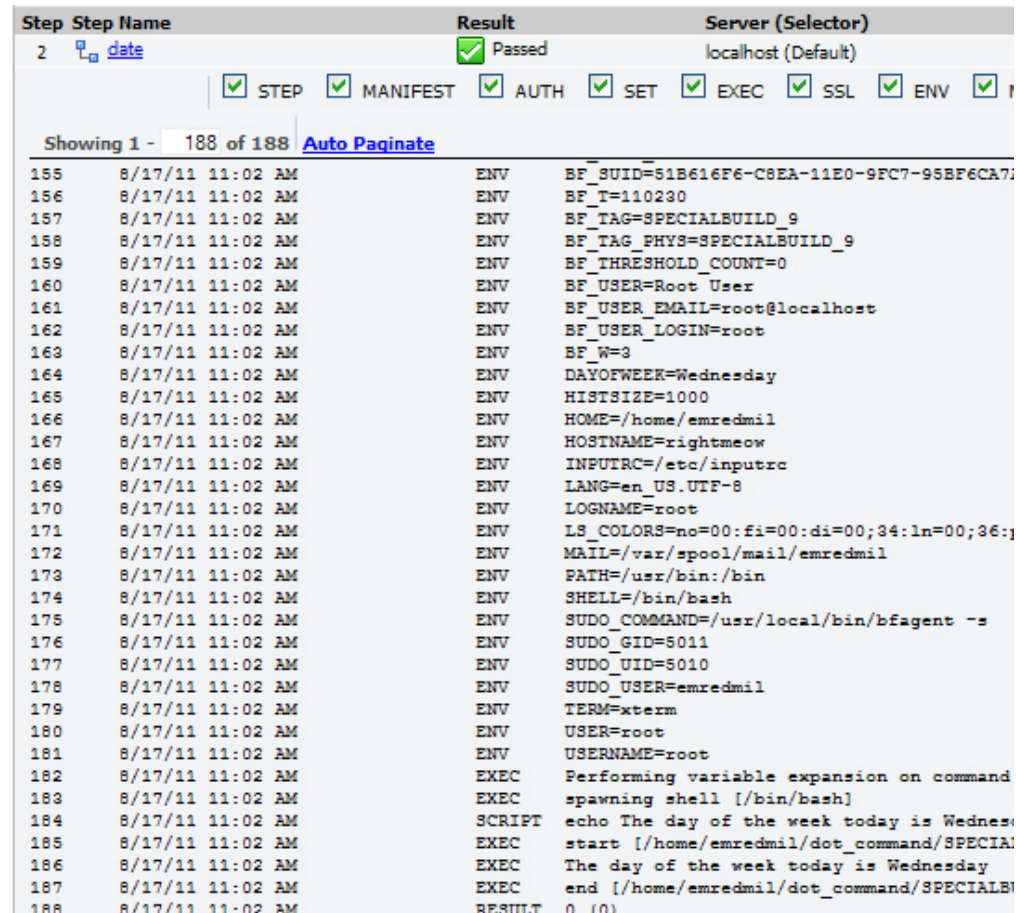 Step Step Name Result Server (Selector)
2 date Passed localhost (Default)
STEP MANIFEST AUTH SET EXEC SSL ENV
Showing 1 - 188 of 188 Auto Paginate
155 8/17/11 11:02 AM ENV BF_SUID=51B616F6-C8EA-11E0-9FC7-95BF6CA7
156 8/17/11 11:02 AM ENV BF_T=110230
157 8/17/11 11:02 AM ENV BF_TAG=SPECIALBUILD_9
158 8/17/11 11:02 AM ENV BF_TAG_PHYS=SPECIALBUILD_9
159 8/17/11 11:02 AM ENV BF_THRESHOLD_COUNT=0
160 8/17/11 11:02 AM ENV BF_USER=Root User
161 8/17/11 11:02 AM ENV BF_USER_EMAIL=root@localhost
162 8/17/11 11:02 AM ENV BF_USER_LOGIN=root
163 8/17/11 11:02 AM ENV BF_W=3
164 8/17/11 11:02 AM ENV DAYOFWEEK=Wednesday
165 8/17/11 11:02 AM ENV HISTSIZE=1000
166 8/17/11 11:02 AM ENV HOME=/home/emredmil
167 8/17/11 11:02 AM ENV HOSTNAME=rightmeow
168 8/17/11 11:02 AM ENV INPUTRC=/etc/inputrc
169 8/17/11 11:02 AM ENV LANG=en_US.UTF-8
170 8/17/11 11:02 AM ENV LOGNAME=root
171 8/17/11 11:02 AM ENV LS_COLORS=no=00:fi=00:di=00;34:ln=00;36:p
172 8/17/11 11:02 AM ENV MAIL=/var/spool/mail/emredmil
173 8/17/11 11:02 AM ENV PATH=/usr/bin:/bin
174 8/17/11 11:02 AM ENV SHELL=/bin/bash
175 8/17/11 11:02 AM ENV SUDO_COMMAND=/usr/local/bin/bfagent -s
176 8/17/11 11:02 AM ENV SUDO_GID=5011
177 8/17/11 11:02 AM ENV SUDO_UID=5010
178 8/17/11 11:02 AM ENV SUDO_USER=emredmil
179 8/17/11 11:02 AM ENV TERM=xterm
180 8/17/11 11:02 AM ENV USER=root
181 8/17/11 11:02 AM ENV USERNAME=root
182 8/17/11 11:02 AM EXEC Performing variable expansion on command
183 8/17/11 11:02 AM EXEC spawning shell [/bin/bash]
184 8/17/11 11:02 AM SCRIPT echo The day of the week today is Wednes
185 8/17/11 11:02 AM EXEC start [/home/emredmil/dot_command/SPECIAL
186 8/17/11 11:02 AM EXEC The day of the week today is Wednesday
187 8/17/11 11:02 AM EXEC end [/home/emredmil/dot_command/SPECIALBU
188 8/17/11 11:02 AM RESULT 0 (0)